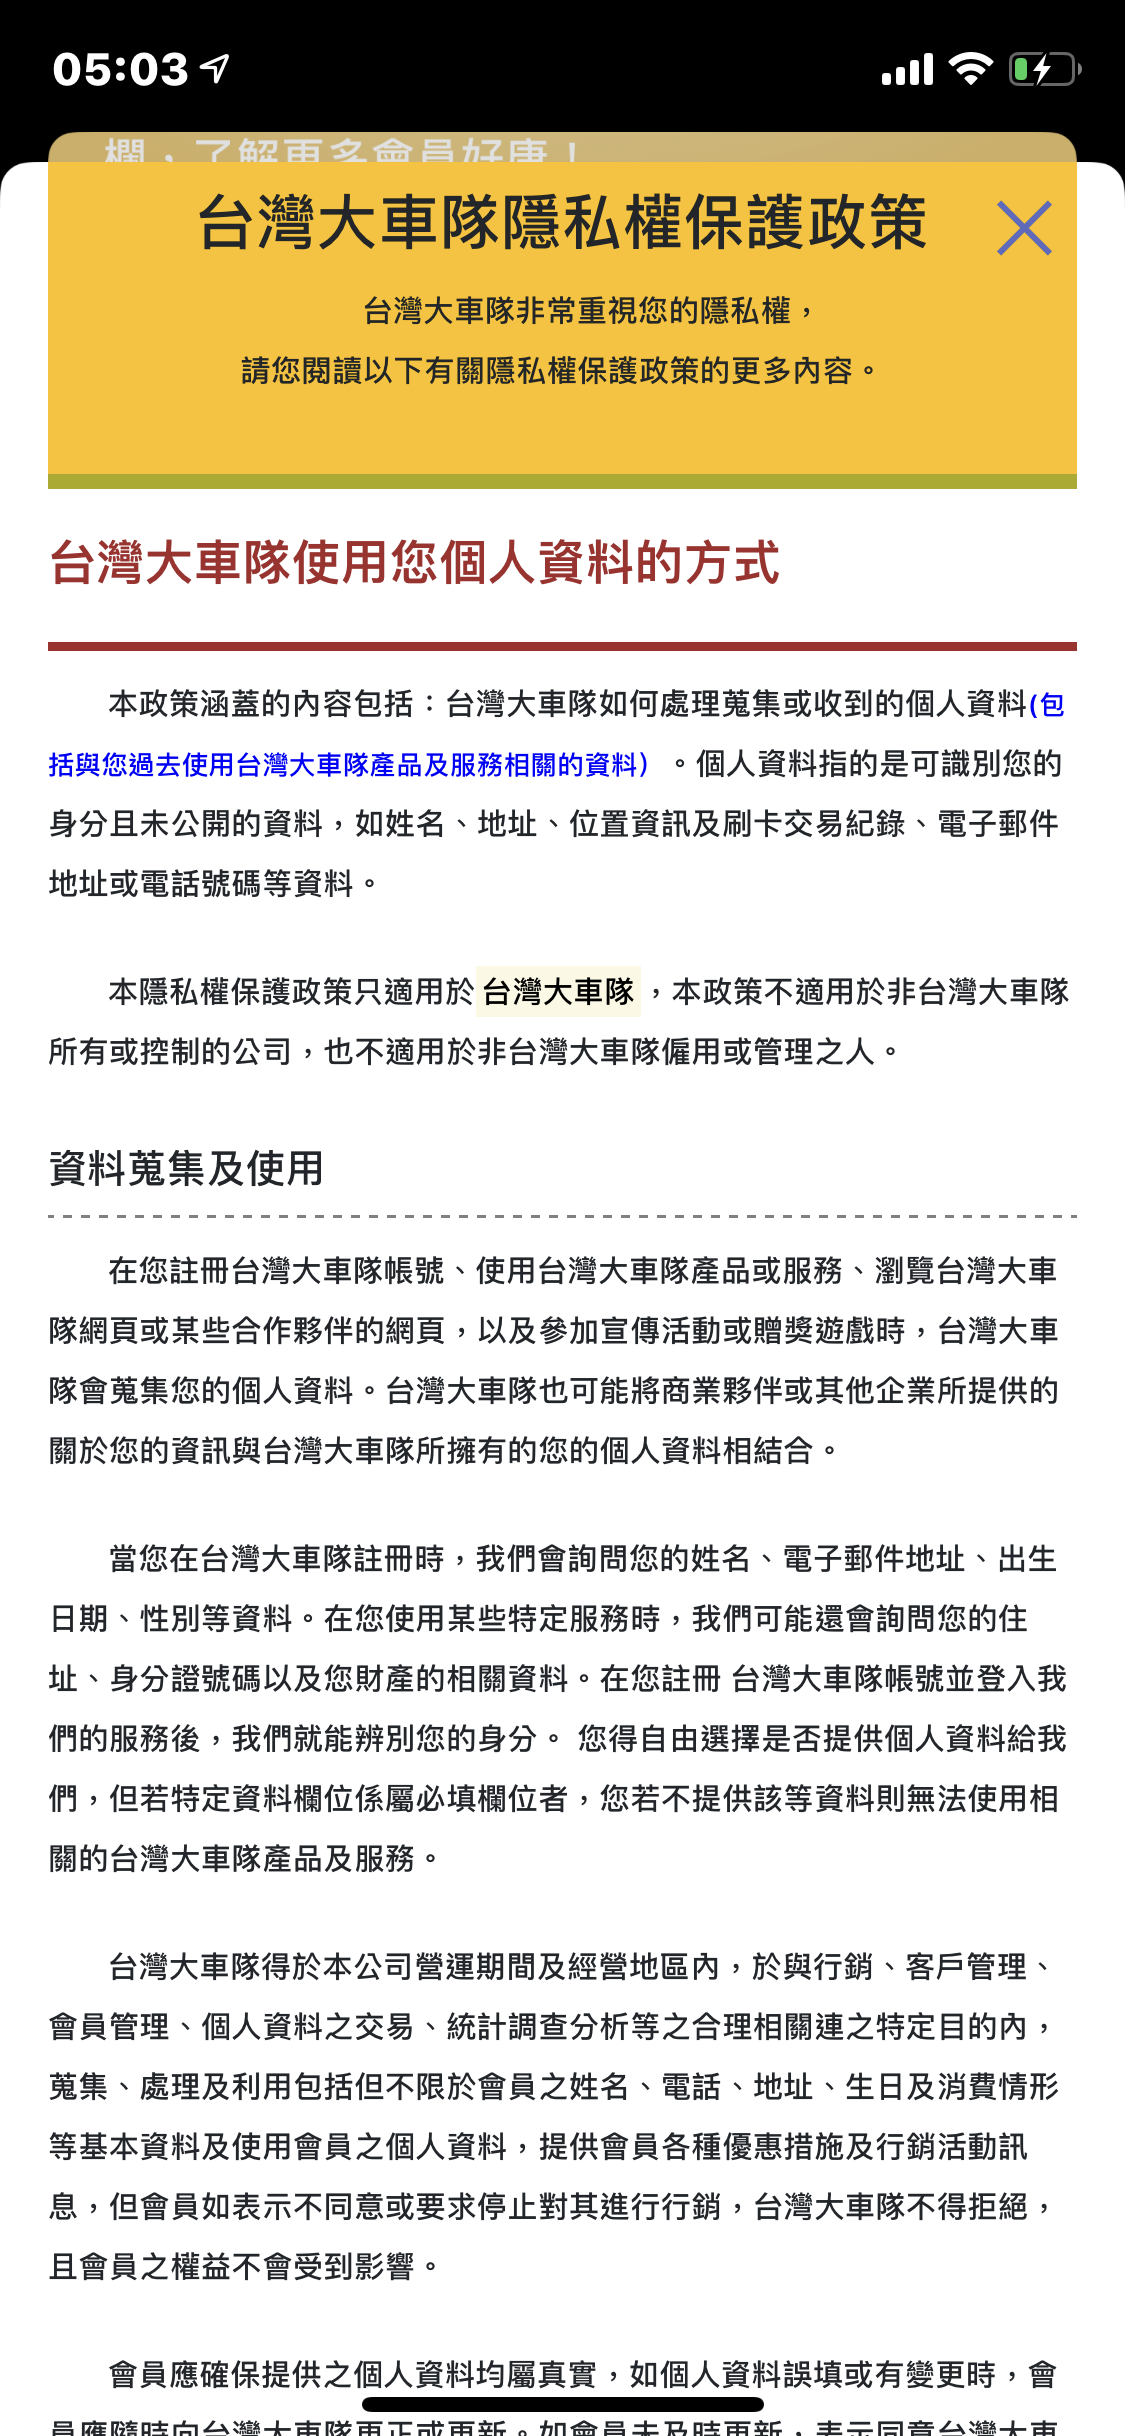 05:03
欄，了解更多會員好康！
台灣大車隊隱私權保護政策
台灣大車隊非常重視您的隱私權，
請您閱讀以下有關隱私權保護政策的更多內容。
台灣大車隊使用您個人資料的方式
本政策涵蓋的內容包括：台灣大車隊如何處理蒐集或收到的個人資料(包
括與您過去使用台灣大車隊產品及服務相關的資料) 。個人資料指的是可識別您的
身分且未公開的資料，如姓名、地址、位置資訊及刷卡交易紀錄、電子郵件
地址或電話號碼等資料。
本隱私權保護政策只適用於台灣大車隊，本政策不適用於非台灣大車隊
所有或控制的公司，也不適用於非台灣大車隊僱用或管理之人。
資料蒐集及使用
在您註冊台灣大車隊帳號、使用台灣大車隊產品或服務、瀏覽台灣大車
隊網頁或某些合作夥伴的網頁，以及參加宣傳活動或贈獎遊戲時，台灣大車
隊會蒐集您的個人資料。台灣大車隊也可能將商業夥伴或其他企業所提供的
關於您的資訊與台灣大車隊所擁有的您的個人資料相結合。
當您在台灣大車隊註冊時，我們會詢問您的姓名、電子郵件地址、出生
日期、性別等資料。在您使用某些特定服務時，我們可能還會詢問您的住
址、身分證號碼以及您財產的相關資料。在您註冊 台灣大車隊帳號並登入我
們的服務後，我們就能辨別您的身分。 您得自由選擇是否提供個人資料給我
們，但若特定資料欄位係屬必填欄位者，您若不提供該等資料則無法使用相
關的台灣大車隊產品及服務。
台灣大車隊得於本公司營運期間及經營地區內，於與行銷、客戶管理、
會員管理、個人資料之交易、統計調查分析等之合理相關連之特定目的內，
蒐集、處理及利用包括但不限於會員之姓名、電話、地址、生日及消費情形
等基本資料及使用會員之個人資料，提供會員各種優惠措施及行銷活動訊
息，但會員如表示不同意或要求停止對其進行行銷，台灣大車隊不得拒絕，
且會員之權益不會受到影響。
會員應確保提供之個人資料均屬真實，如個人資料誤填或有變更時，會
員應隨時向台灣大車隊更正或更新。如會員未及時更新，表示同意台灣大車